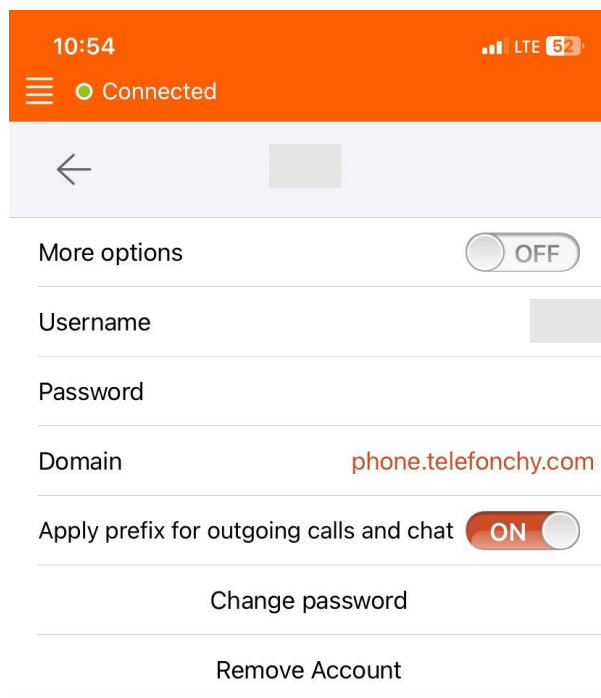 10:54 LTE 52
Connected
More options OFF
Username
Password
Domain phone.telefonchy.com
Apply prefix for outgoing calls and chat ON
Change password
Remove Account